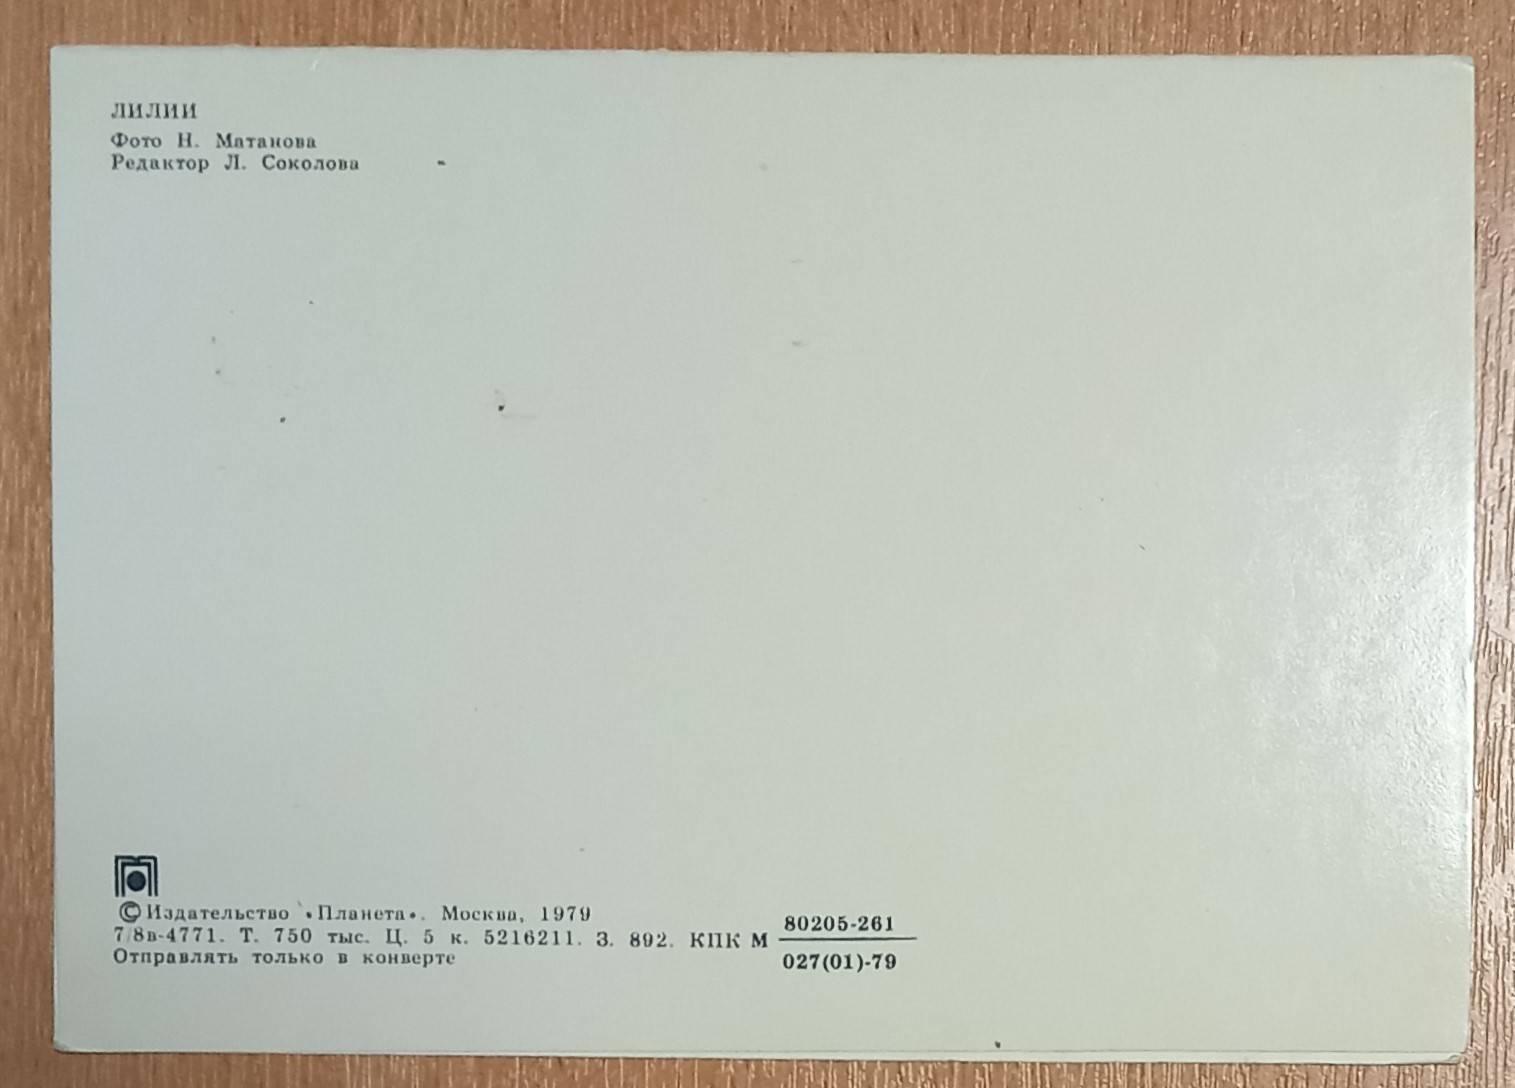 ЛИЛИИ
Фото Н. Матанова
Редактор Л. Соколова
© Издательство «Планета». Москва, 1979
7/8в-4771. Т. 750 тыс. Ц. 5 к. 5216211. З. 892. КПК М 80205-261
027(01)-79
Отправлять только в конверте